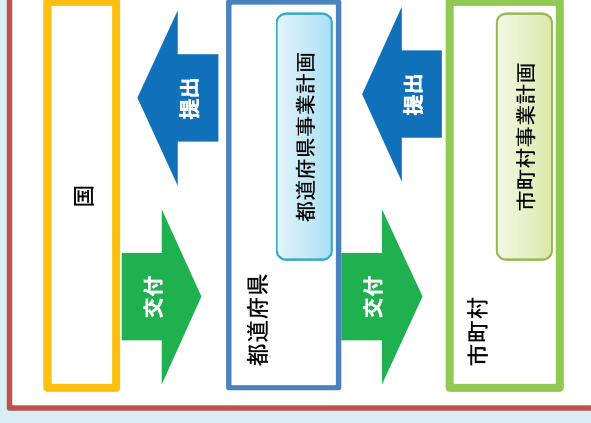 国
交付
提出
都道府県
都道府県事業計画
交付
提出
市町村
市町村事業計画